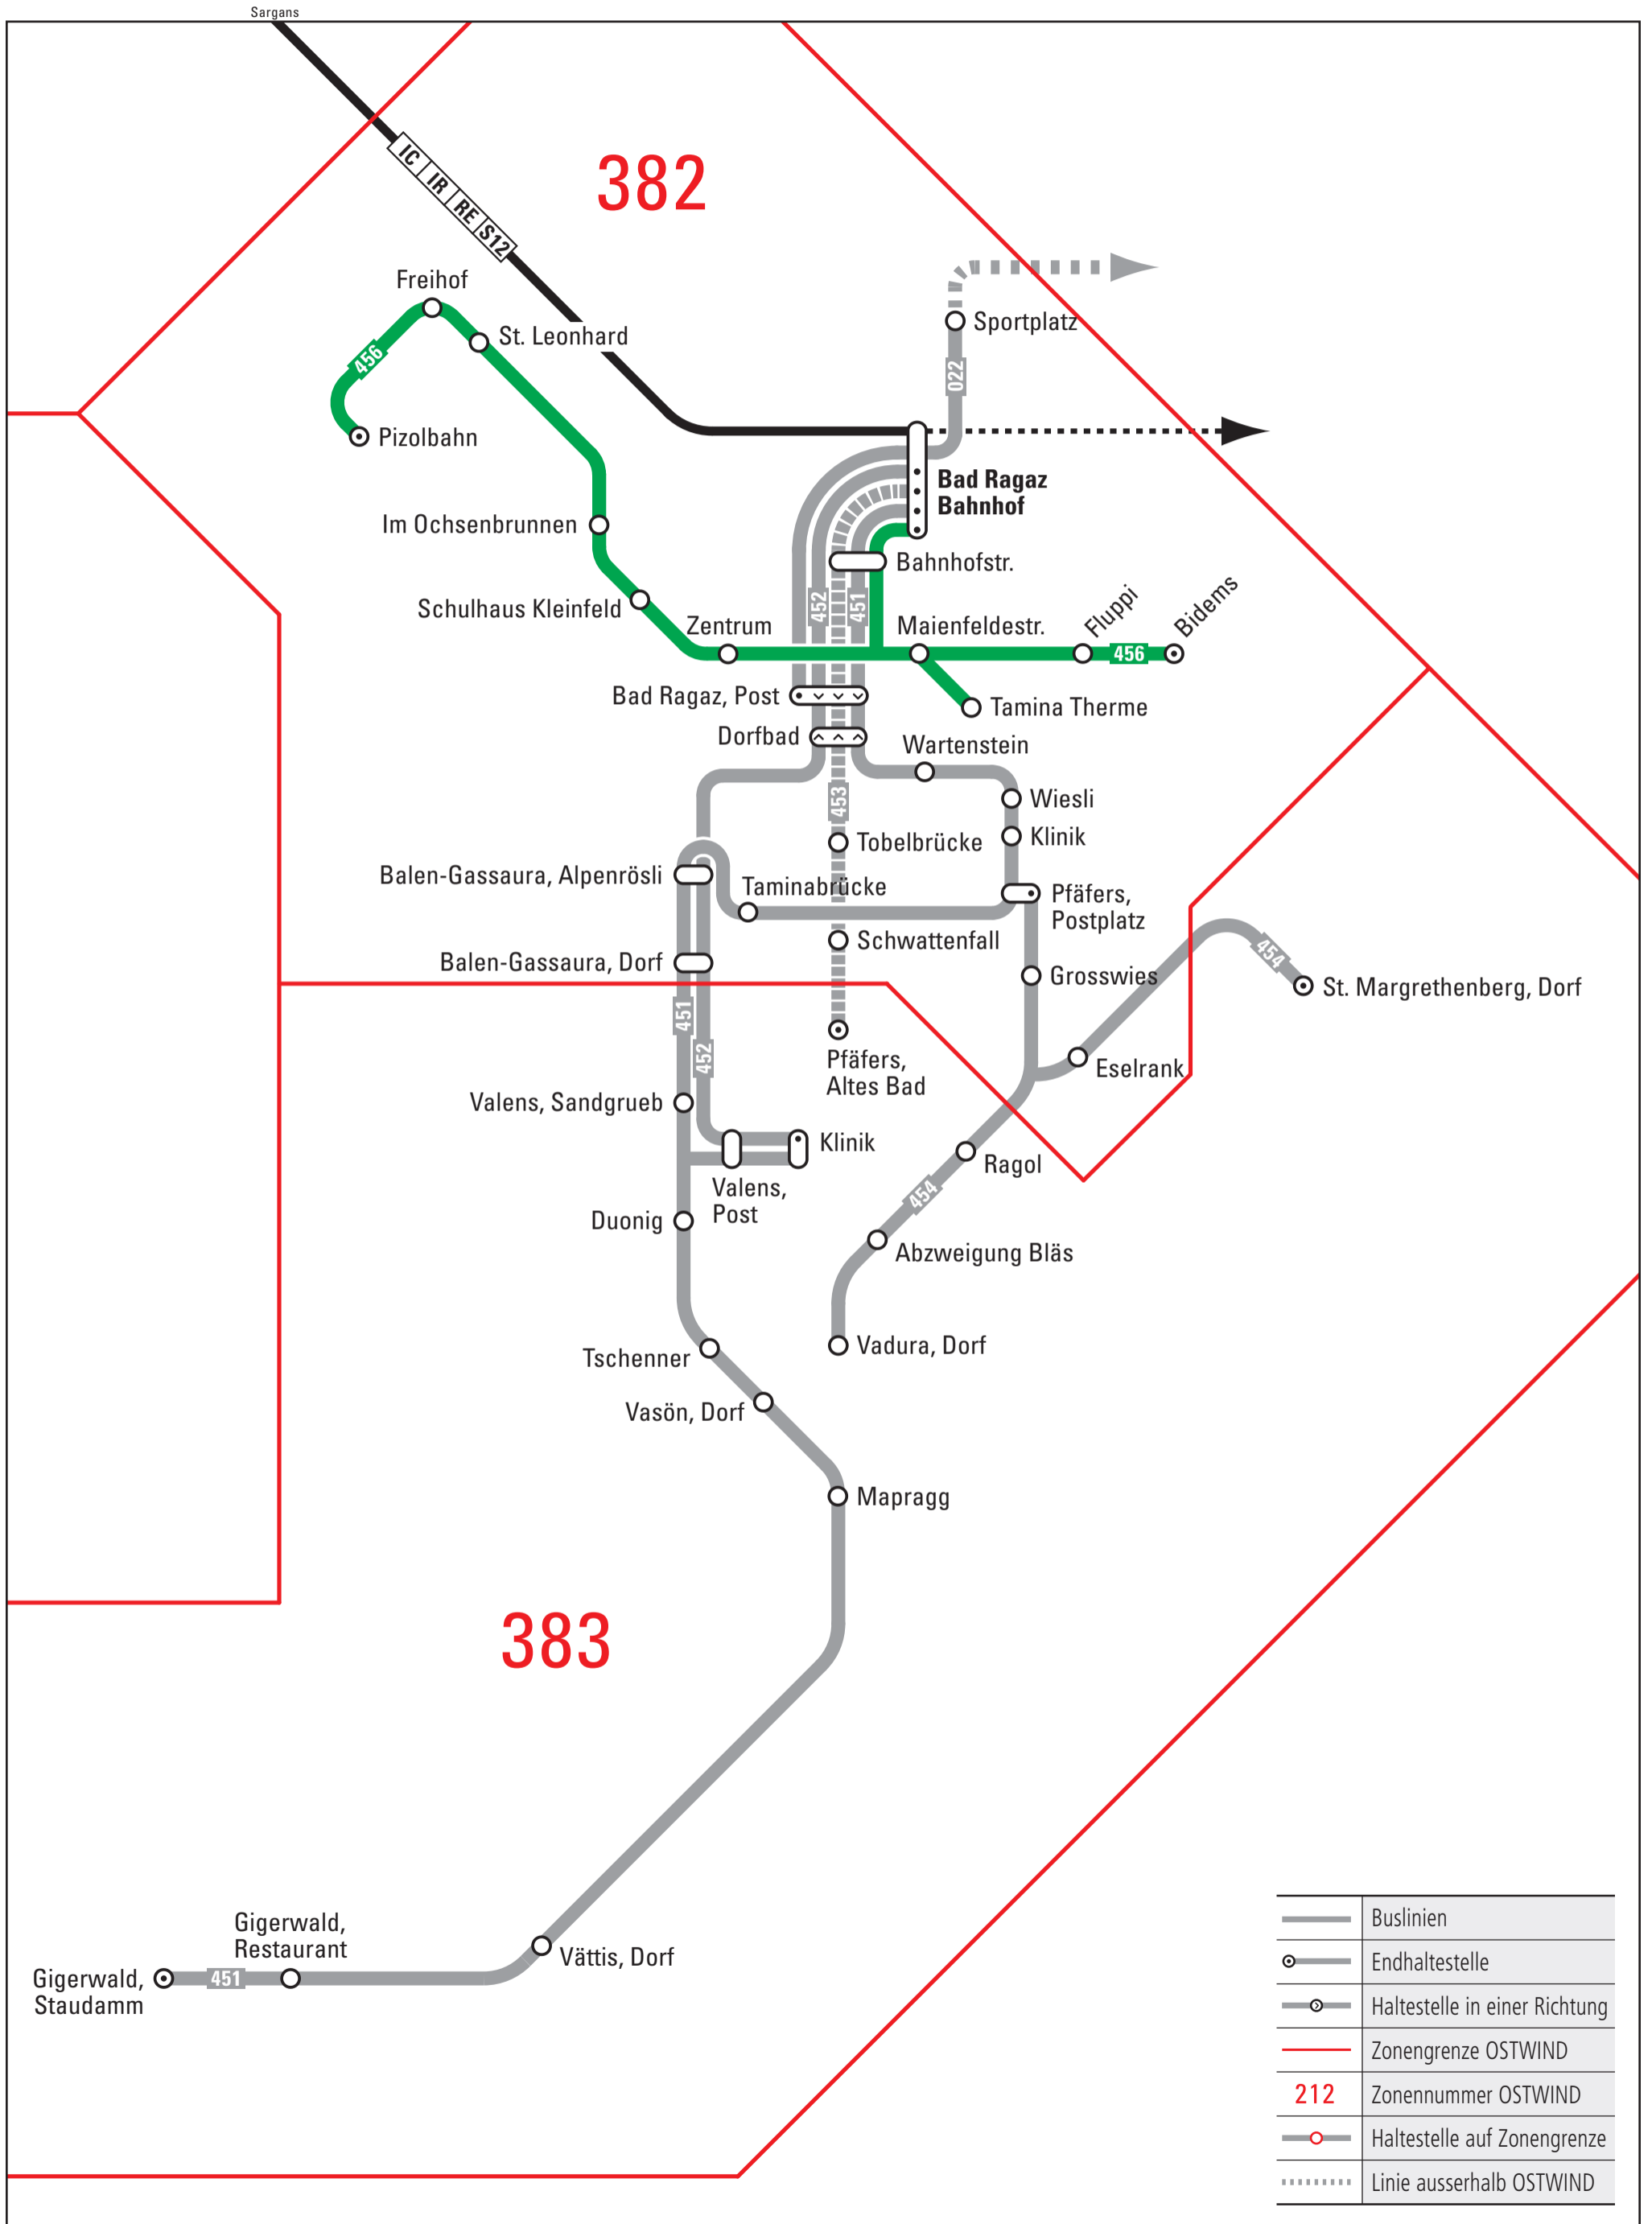 Sargans
IC IR RE S12
382
Freihof
St. Leonhard
456
Pizolbahn
Sportplatz
022
Bad Ragaz
Bahnhof
Im Ochsenbrunnen
Bahnhofstr.
Schulhaus Kleinfeld
452
451
Zentrum
Maienfeldestr.
Fluppi
Bidems
456
Bad Ragaz, Post
Tamina Therme
Dorfbad
Wartenstein
453
Wiesli
Klinik
Tobelbrücke
Balen-Gassaura, Alpenrösli
Taminabrücke
Pfäfers,
Postplatz
Schwattenfall
Balen-Gassaura, Dorf
Grosswies
454
St. Margrethenberg, Dorf
451
452
Pfäfers,
Altes Bad
Eselrank
Valens, Sandgrueb
Klinik
Valens,
Post
Ragol
454
Duonig
Abzweigung Bläs
Tschenner
Vadura, Dorf
Vasön, Dorf
Mapragg
383
Gigerwald,
Restaurant
Vättis, Dorf
Gigerwald,
Staudamm
451
Buslinien
Endhaltestelle
Haltestelle in einer Richtung
Zonengrenze OSTWIND
212 Zonennummer OSTWIND
Haltestelle auf Zonengrenze
Linie ausserhalb OSTWIND